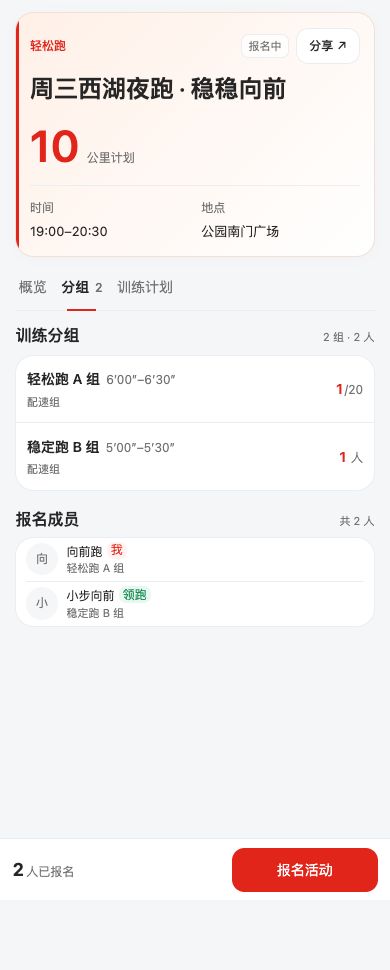 轻松跑
报名中
分享 ↗
周三西湖夜跑 · 稳稳向前
10 公里计划
时间
地点
19:00–20:30
公园南门广场
概览 分组 2 训练计划
训练分组
2 组 · 2 人
轻松跑 A 组 6′00″–6′30″
配速组
1/20
稳定跑 B 组 5′00″–5′30″
配速组
1 人
报名成员
共 2 人
向
向前跑 我
轻松跑 A 组
小
小步向前 领跑
稳定跑 B 组
2 人已报名
报名活动